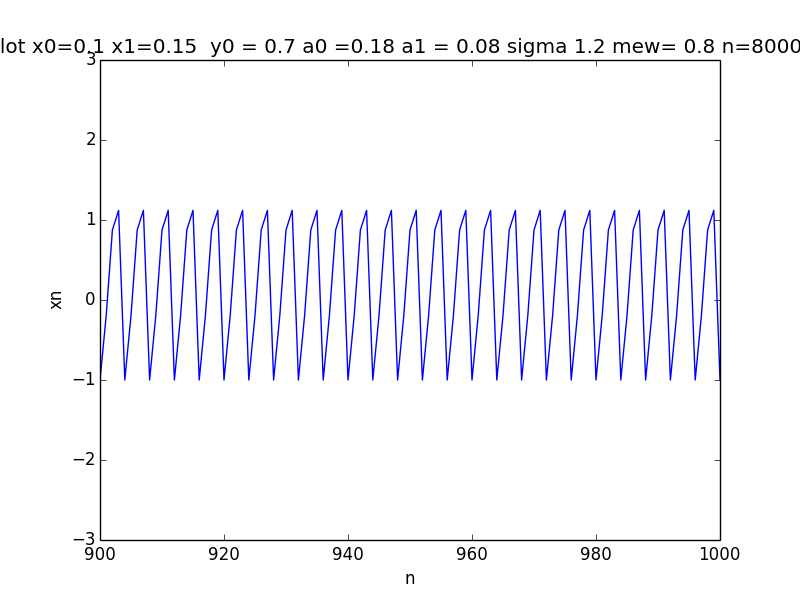 lot x0=0.1 x1=0.15  y0 = 0.7 a0 =0.18 a1 = 0.08 sigma 1.2 mew= 0.8 n=8000
3
2
1
0
−1
−2
−3
xn
900 920 940 960 980 1000
n